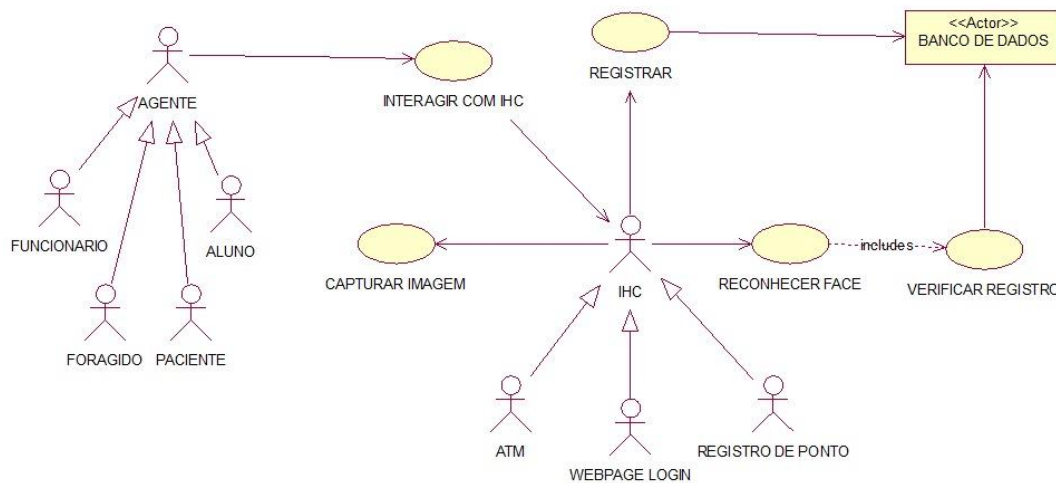 <<Actor>>
BANCO DE DADOS
REGISTRAR
INTERAGIR COM IHC
AGENTE
FUNCIONARIO
ALUNO
FORAGIDO
PACIENTE
CAPTURAR IMAGEM
IHC
RECONHECER FACE
includes
VERIFICAR REGISTRO
ATM
WEBPAGE LOGIN
REGISTRO DE PONTO